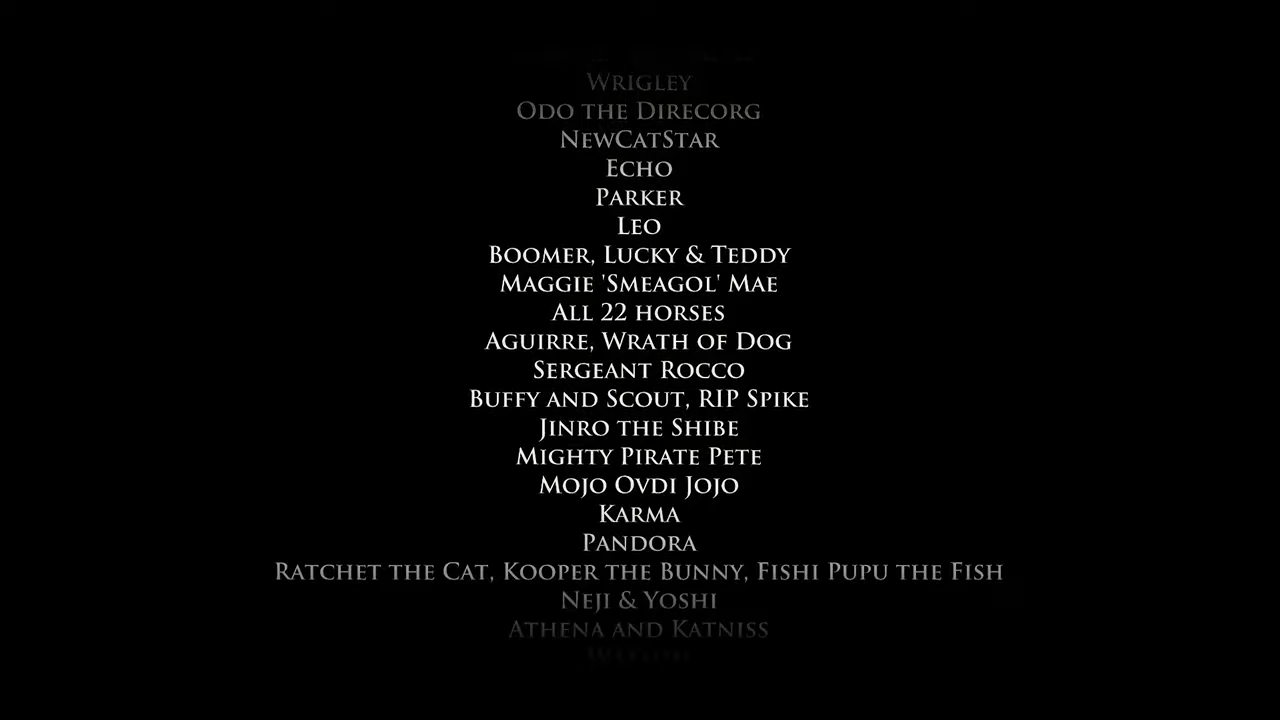 Wrigley
Odo the Direcorg
NewCatStar
Echo
Parker
Leo
Boomer, Lucky & Teddy
Maggie 'Smeagol' Mae
All 22 horses
Aguirre, Wrath of Dog
Sergeant Rocco
Buffy and Scout, RIP Spike
Jinro the Shibe
Mighty Pirate Pete
Mojo Ovdi Jojo
Karma
Pandora
Ratchet the Cat, Kooper the Bunny, Fishi Pupu the Fish
Neji & Yoshi
Athena and Katniss